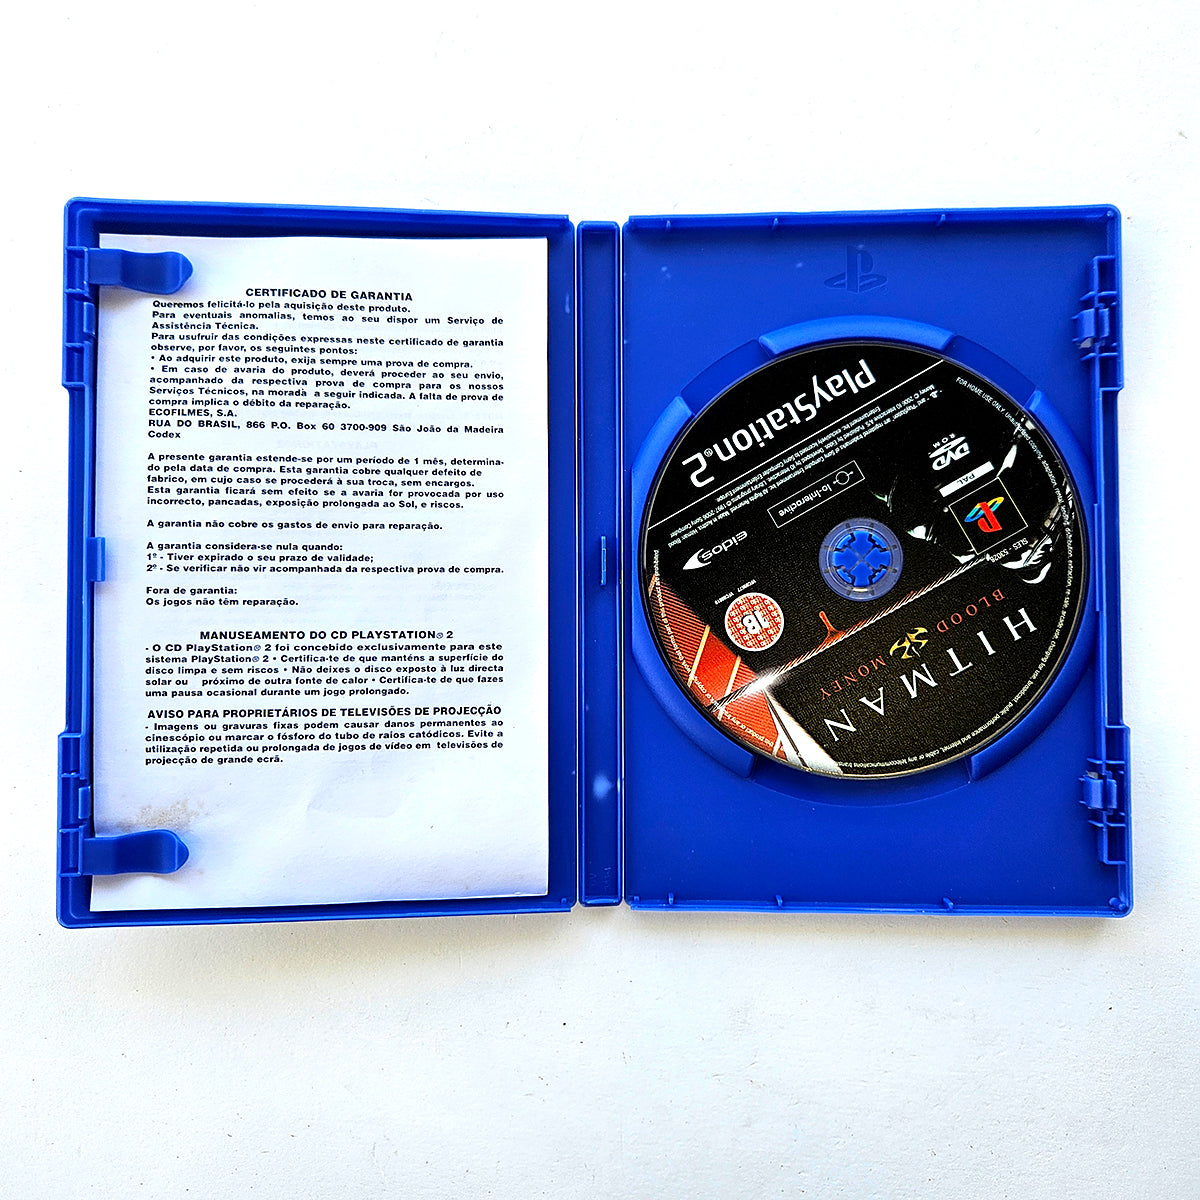 CERTIFICADO DE GARANTIA
Queremos felicitá-lo pela aquisição deste produto.
Para eventuais anomalias, temos ao seu dispor um Serviço de
Assistência Técnica.
Para usufruir das condições expressas neste certificado de garantia
observe, por favor, os seguintes pontos:
• Ao adquirir este produto, exija sempre uma prova de compra.
• Em caso de avaria do produto, deverá proceder ao seu envio,
acompanhado da respectiva prova de compra para os nossos
Serviços Técnicos, na morada a seguir indicada. A falta de prova de
compra implica o débito da reparação.
ECOFILMES, S.A.
RUA DO BRASIL, 866 P.O. Box 60 3700-909 São João da Madeira
Codex
A presente garantia estende-se por um período de 1 mês, determina-
do pela data de compra. Esta garantia cobre qualquer defeito de
fabrico, em cujo caso se procederá à sua troca, sem encargos.
Esta garantia ficará sem efeito se a avaria for provocada por uso
incorrecto, pancadas, exposição prolongada ao Sol, e riscos.
A garantia não cobre os gastos de envio para reparação.
A garantia considera-se nula quando:
1º - Tiver expirado o seu prazo de validade;
2º - Se verificar não vir acompanhada da respectiva prova de compra.
Fora de garantia:
Os jogos não têm reparação.
MANUSEAMENTO DO CD PLAYSTATION® 2
- O CD PlayStation® 2 foi concebido exclusivamente para este
sistema PlayStation® 2 • Certifica-te de que manténs a superfície do
disco limpa e sem riscos • Não deixes o disco exposto à luz directa
solar ou próximo de outra fonte de calor • Certifica-te de que fazes
uma pausa ocasional durante um jogo prolongado.
AVISO PARA PROPRIETÁRIOS DE TELEVISÕES DE PROJECÇÃO
- Imagens ou gravuras fixas podem causar danos permanentes ao
cinescópio ou marcar o fósforo do tubo de raios catódicos. Evite a
utilização repetida ou prolongada de jogos de vídeo em televisões de
projecção de grande ecrã.
PlayStation®2
FOR HOME USE ONLY.
DVD
ROM
PAL
Io-Interactive
eidos
18
HITMAN
BLOOD MONEY